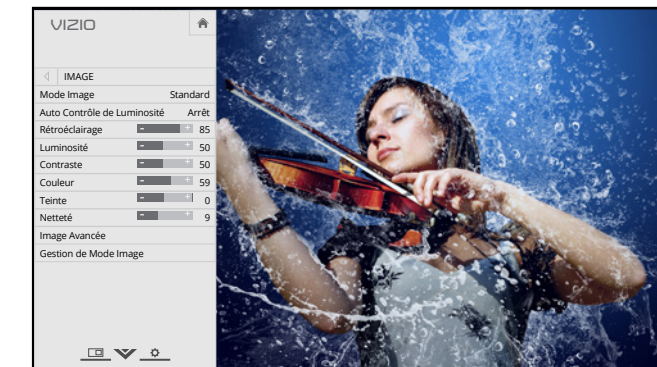 VIZIO
IMAGE
Mode Image Standard
Auto Contrôle de Luminosité Arrêt
Rétroéclairage - + 85
Luminosité - + 50
Contraste - + 50
Couleur - + 59
Teinte - + 0
Netteté - + 9
Image Avancée
Gestion de Mode Image